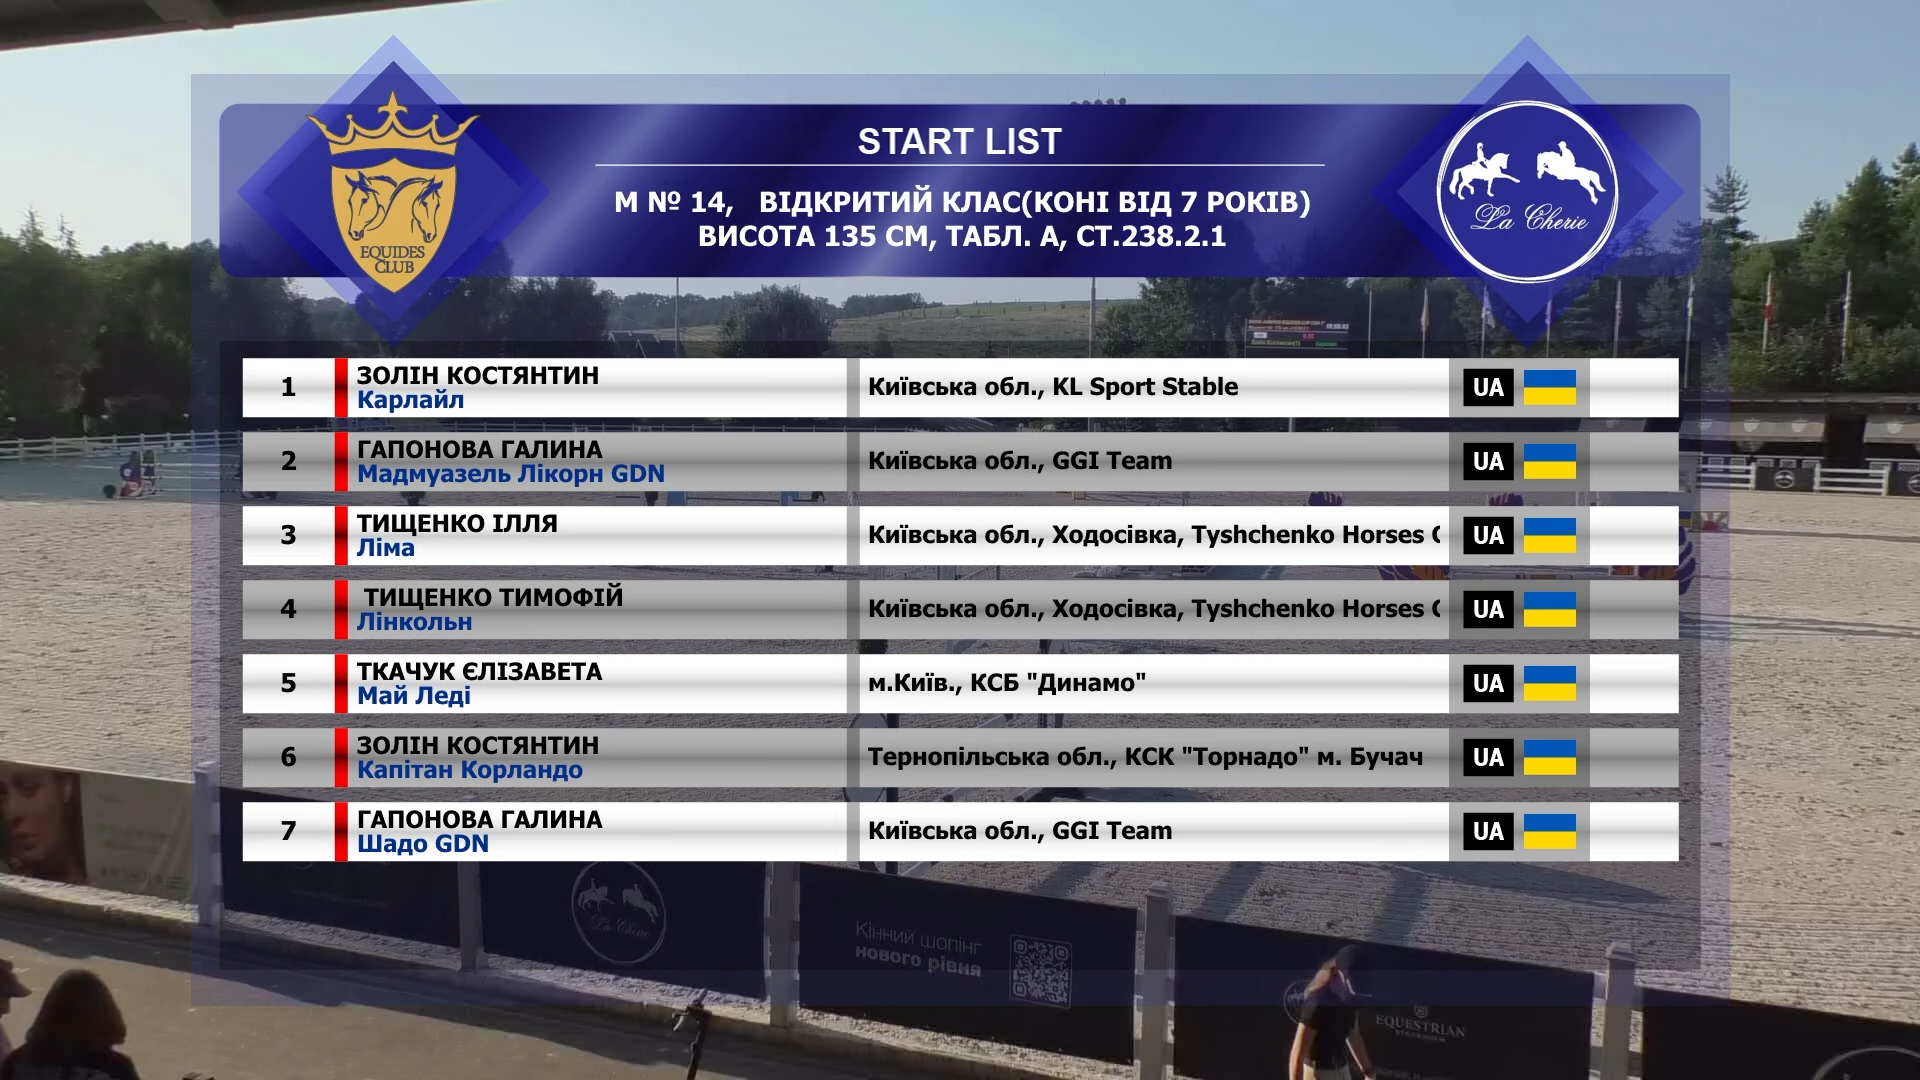 START LIST
М № 14, ВІДКРИТИЙ КЛАС(КОНІ ВІД 7 РОКІВ)
ВИСОТА 135 СМ, ТАБЛ. А, СТ.238.2.1
EQUIDES
CLUB
La Cherie
1 ЗОЛІН КОСТЯНТИН
Карлайл
Київська обл., KL Sport Stable UA
2 ГАПОНОВА ГАЛИНА
Мадмуазель Лікорн GDN
Київська обл., GGI Team UA
3 ТИЩЕНКО ІЛЛЯ
Ліма
Київська обл., Ходосівка, Tyshchenko Horses UA
4 ТИЩЕНКО ТИМОФІЙ
Лінкольн
Київська обл., Ходосівка, Tyshchenko Horses UA
5 ТКАЧУК ЄЛІЗАВЕТА
Май Леді
м.Київ., КСБ "Динамо" UA
6 ЗОЛІН КОСТЯНТИН
Капітан Корландо
Тернопільська обл., КСК "Торнадо" м. Бучач UA
7 ГАПОНОВА ГАЛИНА
Шадо GDN
Київська обл., GGI Team UA
La Cherie
Кінний шопінг
нового рівня
EQUESTRIAN
STOCKHOLM